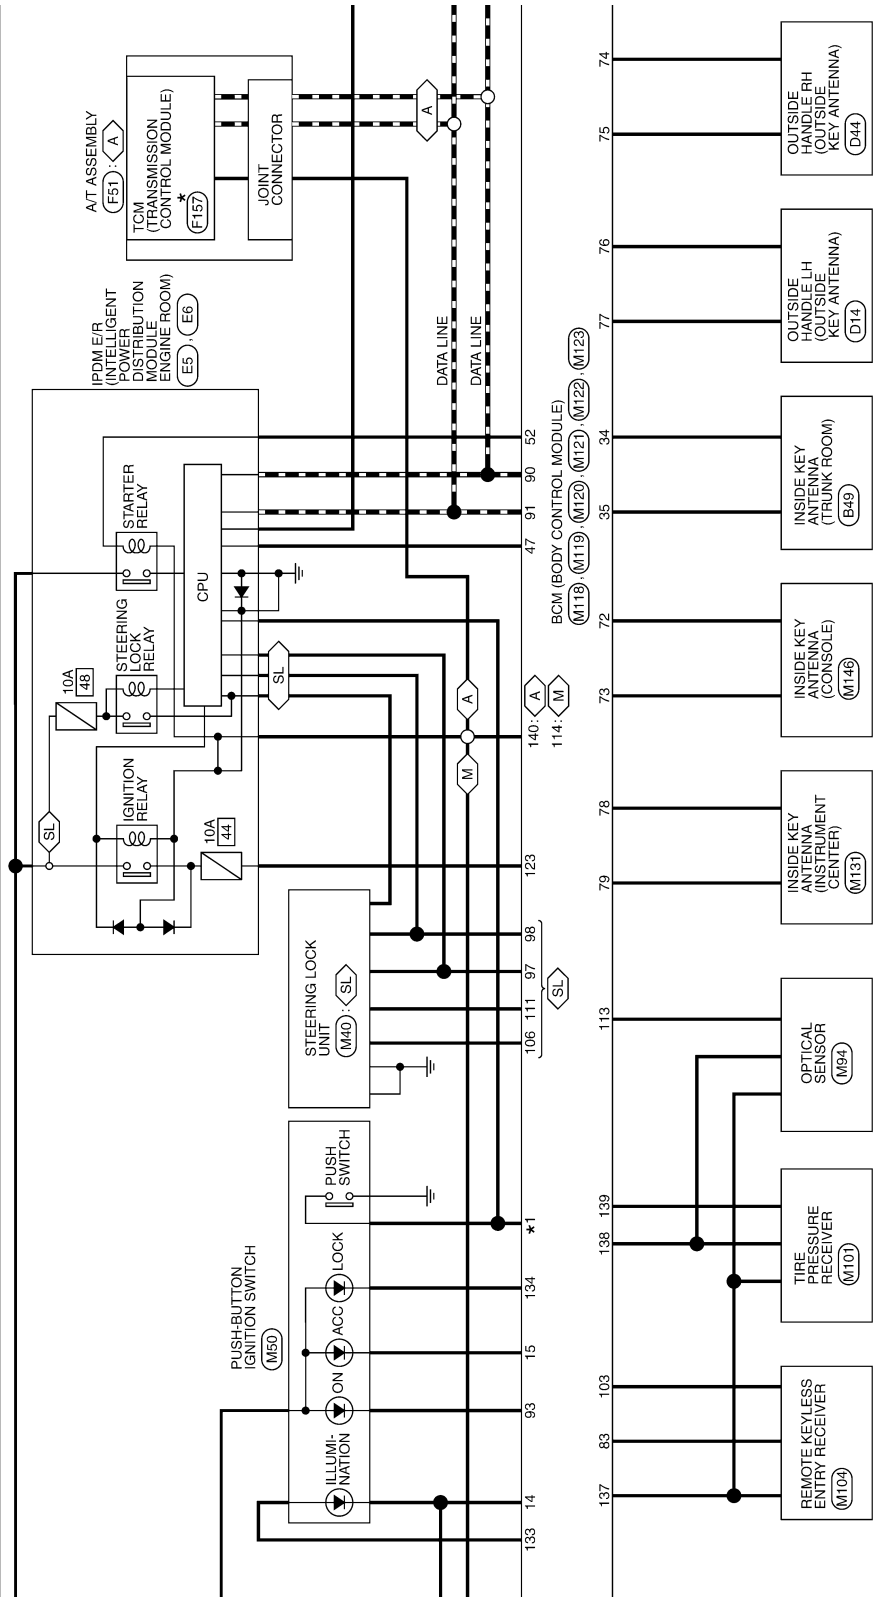 A/T ASSEMBLY
F51 : A
TCM
(TRANSMISSION
CONTROL MODULE)
*
F157
JOINT
CONNECTOR
A
IPDM E/R
(INTELLIGENT
POWER
DISTRIBUTION
MODULE
ENGINE ROOM)
E5 , E6
STARTER
RELAY
STEERING
LOCK
RELAY
10A
48
CPU
SL
IGNITION
RELAY
10A
44
SL
DATA LINE
DATA LINE
A
M
STEERING LOCK
UNIT
M40 : SL
PUSH-BUTTON
IGNITION SWITCH
M50
PUSH
SWITCH
LOCK
ACC
ON
ILLUMI-
NATION
52
90
91
47
140: A
114: M
123
98
97
111
106
SL
*1
134
15
93
14
133
BCM (BODY CONTROL MODULE)
M118 , M119 , M120 , M121 , M122 , M123
74
75
76
77
34
35
72
73
78
79
113
139
138
103
83
137
OUTSIDE
HANDLE RH
(OUTSIDE
KEY ANTENNA)
D44
OUTSIDE
HANDLE LH
(OUTSIDE
KEY ANTENNA)
D14
INSIDE KEY
ANTENNA
(TRUNK ROOM)
B49
INSIDE KEY
ANTENNA
(CONSOLE)
M146
INSIDE KEY
ANTENNA
(INSTRUMENT
CENTER)
M131
OPTICAL
SENSOR
M94
TIRE
PRESSURE
RECEIVER
M101
REMOTE KEYLESS
ENTRY RECEIVER
M104